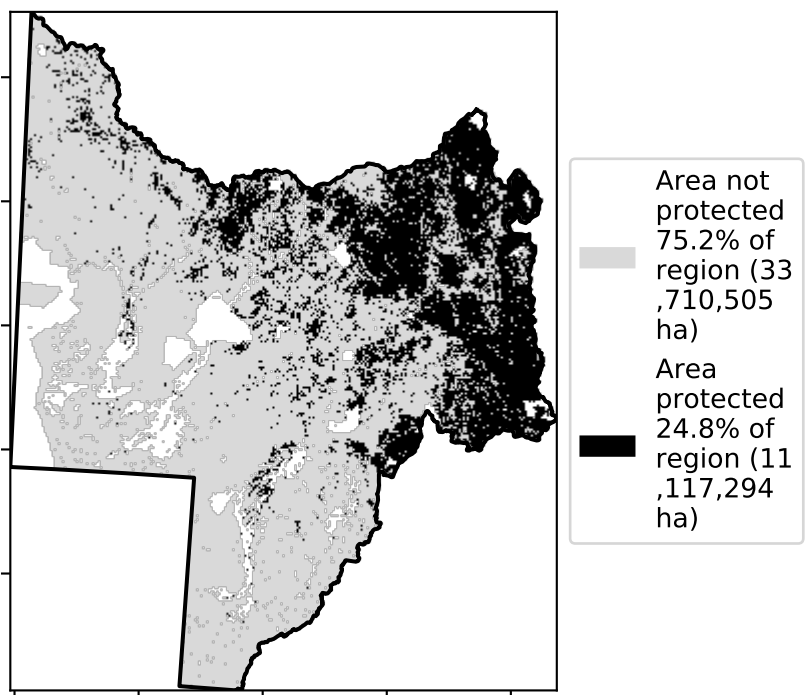 Area not
protected
75.2% of
region (33
,710,505
ha)
Area
protected
24.8% of
region (11
,117,294
ha)